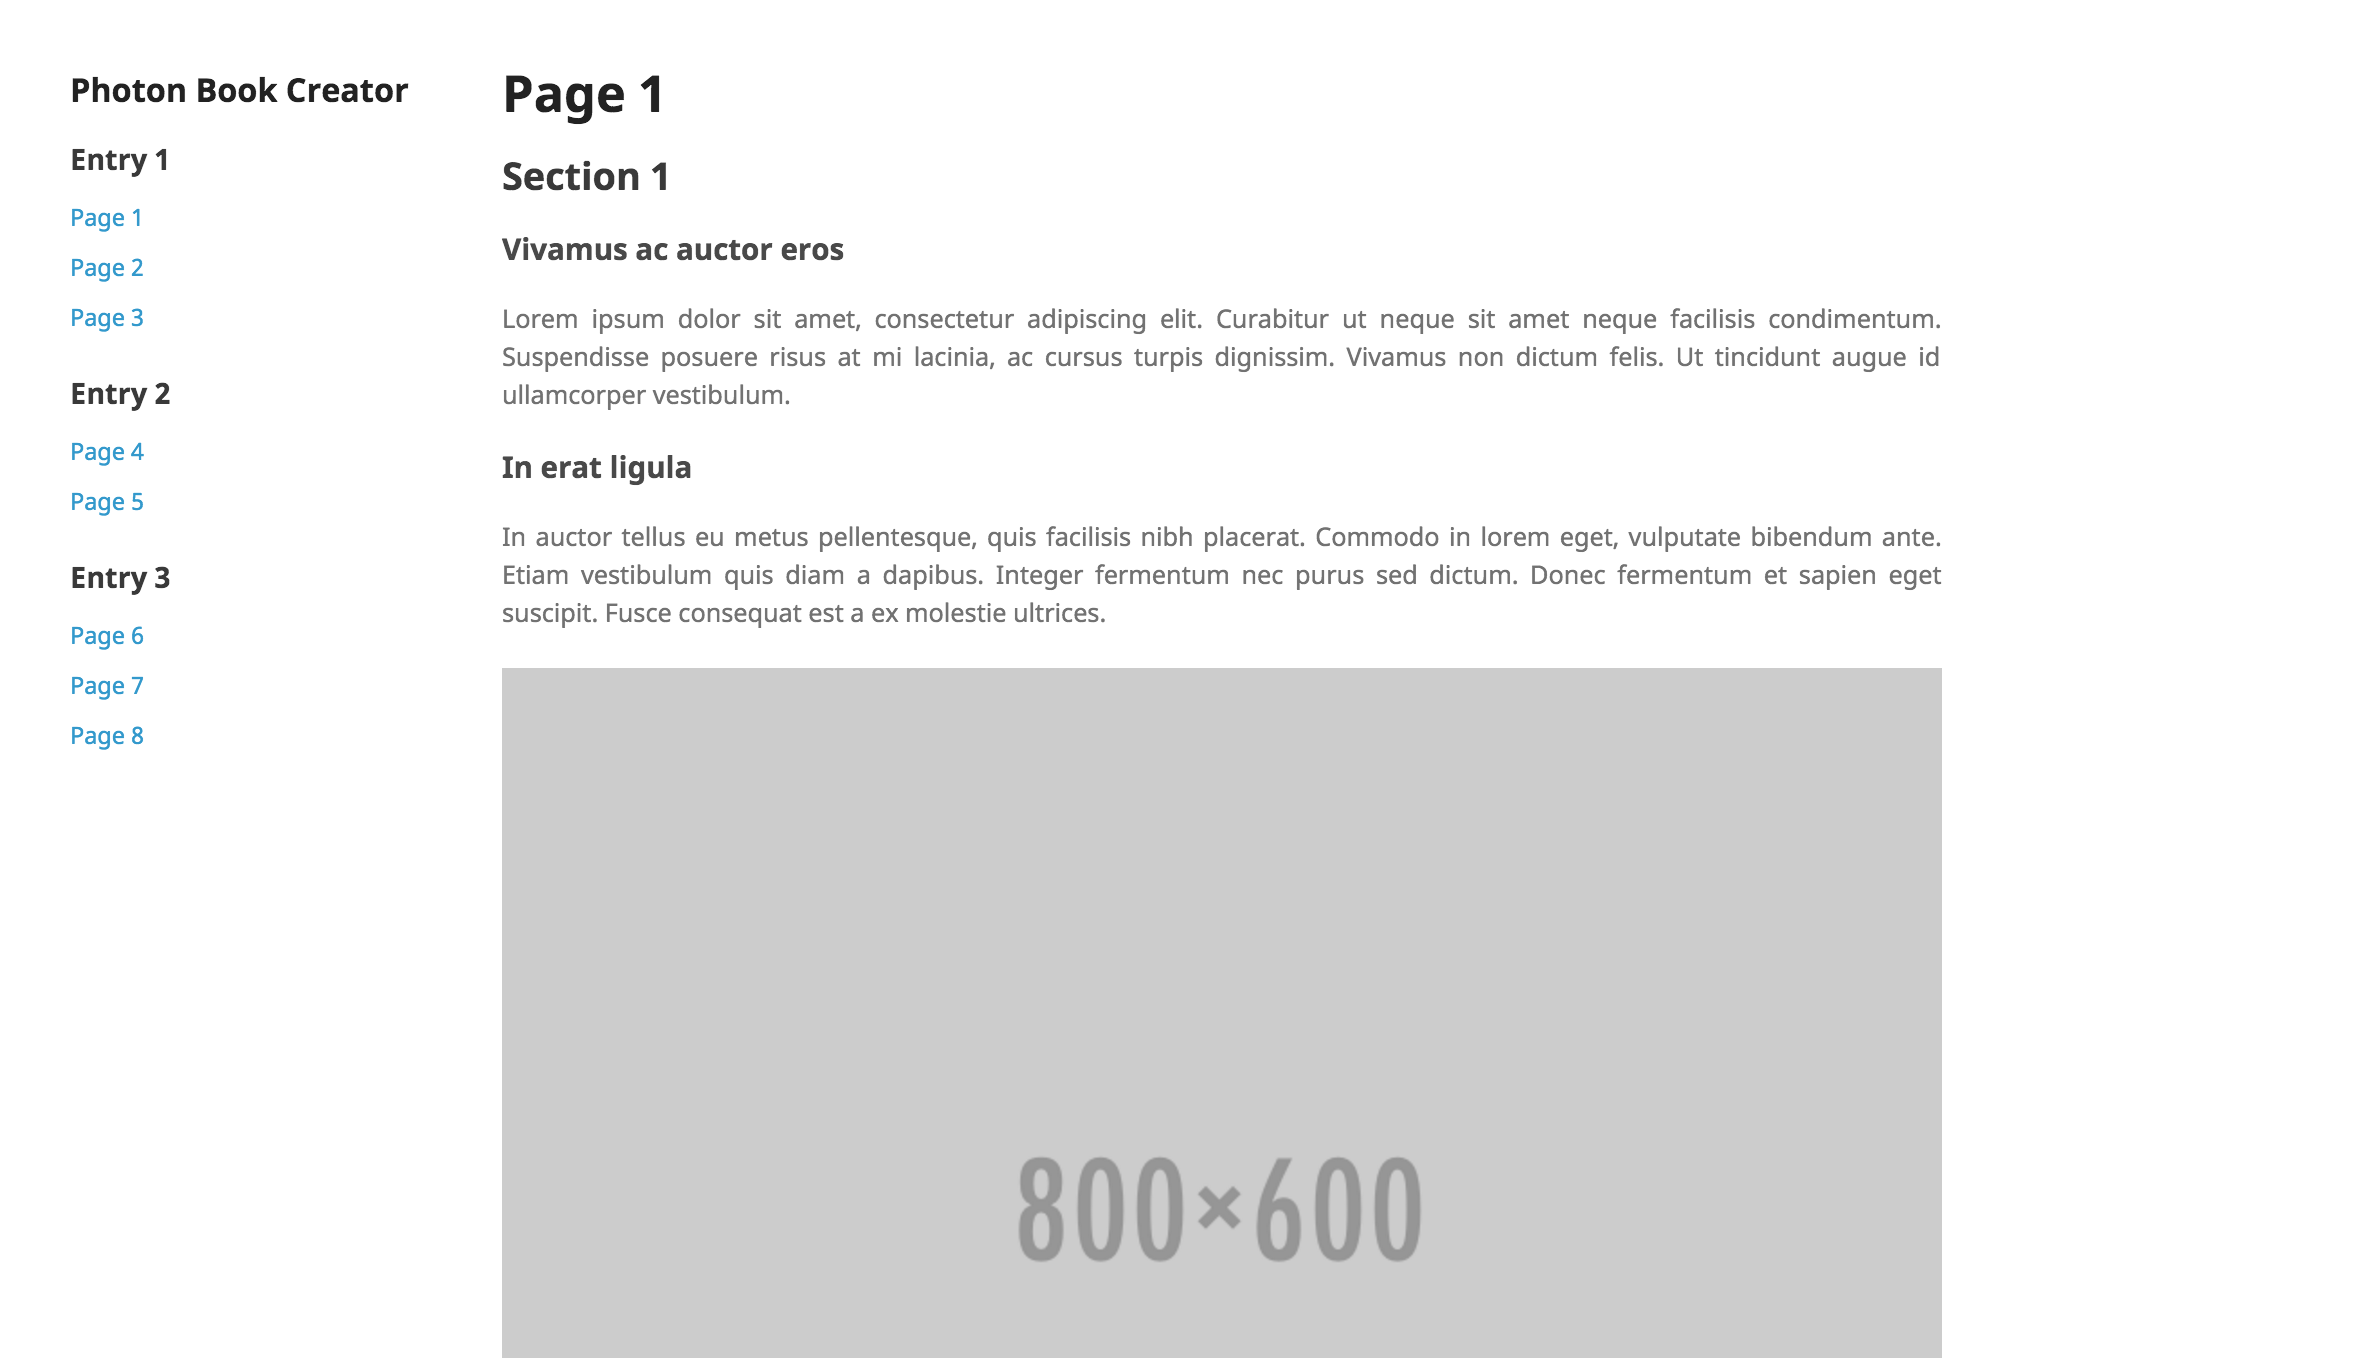 Photon Book Creator
Entry 1
Page 1
Page 2
Page 3
Entry 2
Page 4
Page 5
Entry 3
Page 6
Page 7
Page 8
Page 1
Section 1
Vivamus ac auctor eros
Lorem ipsum dolor sit amet, consectetur adipiscing elit. Curabitur ut neque sit amet neque facilisis condimentum.
Suspendisse posuere risus at mi lacinia, ac cursus turpis dignissim. Vivamus non dictum felis. Ut tincidunt augue id
ullamcorper vestibulum.
In erat ligula
In auctor tellus eu metus pellentesque, quis facilisis nibh placerat. Commodo in lorem eget, vulputate bibendum ante.
Etiam vestibulum quis diam a dapibus. Integer fermentum nec purus sed dictum. Donec fermentum et sapien eget
suscipit. Fusce consequat est a ex molestie ultrices.
800×600